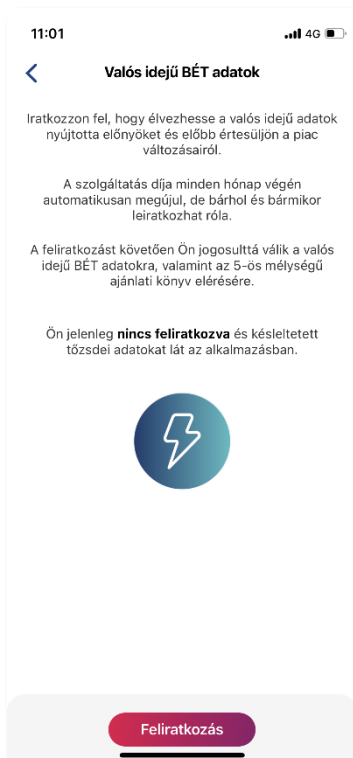 11:01
4G
Valós idejű BÉT adatok
Iratkozzon fel, hogy élvezhesse a valós idejű adatok
nyújtotta előnyöket és előbb értesüljön a piac
változásairól.
A szolgáltatás díja minden hónap végén
automatikusan megújul, de bárhol és bármikor
leiratkozhat róla.
A feliratkozást követően Ön jogosulttá válik a valós
idejű BÉT adatokra, valamint az 5-ös mélységű
ajánlati könyv elérésére.
Ön jelenleg nincs feliratkozva és késleltetett
tőzsdei adatokat lát az alkalmazásban.
Feliratkozás